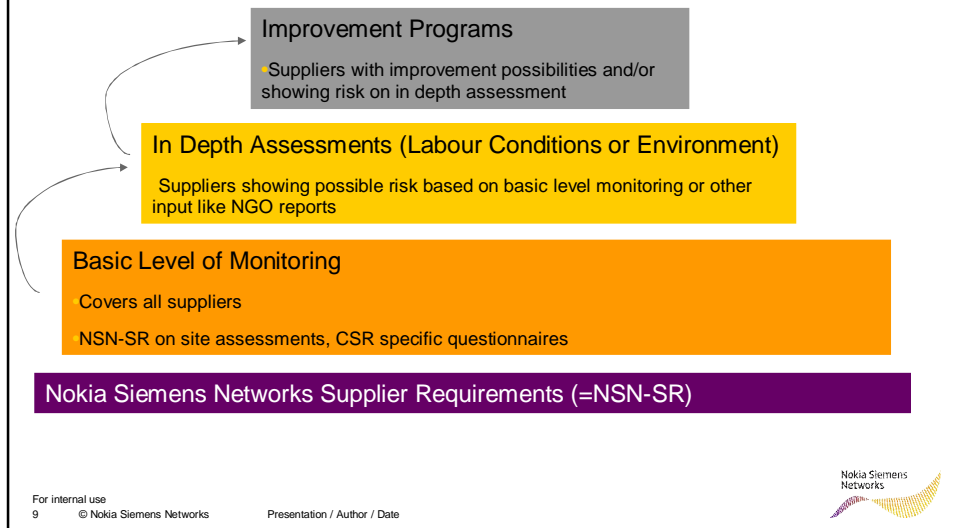 Improvement Programs
•Suppliers with improvement possibilities and/or
showing risk on in depth assessment
In Depth Assessments (Labour Conditions or Environment)
Suppliers showing possible risk based on basic level monitoring or other
input like NGO reports
Basic Level of Monitoring
•Covers all suppliers
•NSN-SR on site assessments, CSR specific questionnaires
Nokia Siemens Networks Supplier Requirements (=NSN-SR)
Nokia Siemens
Networks
For internal use
9 © Nokia Siemens Networks Presentation / Author / Date